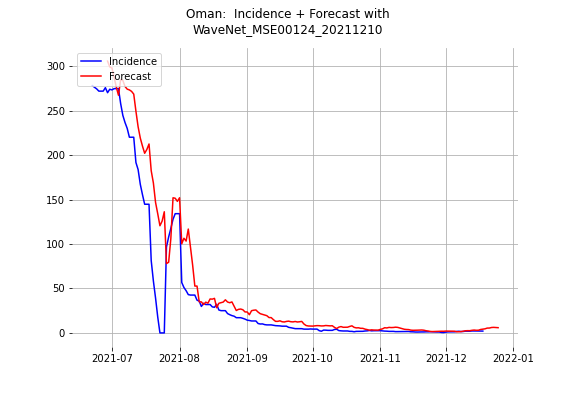 Oman:  Incidence + Forecast with
WaveNet_MSE00124_20211210
Incidence
Forecast
300
250
200
150
100
50
0
2021-07 2021-08 2021-09 2021-10 2021-11 2021-12 2022-01